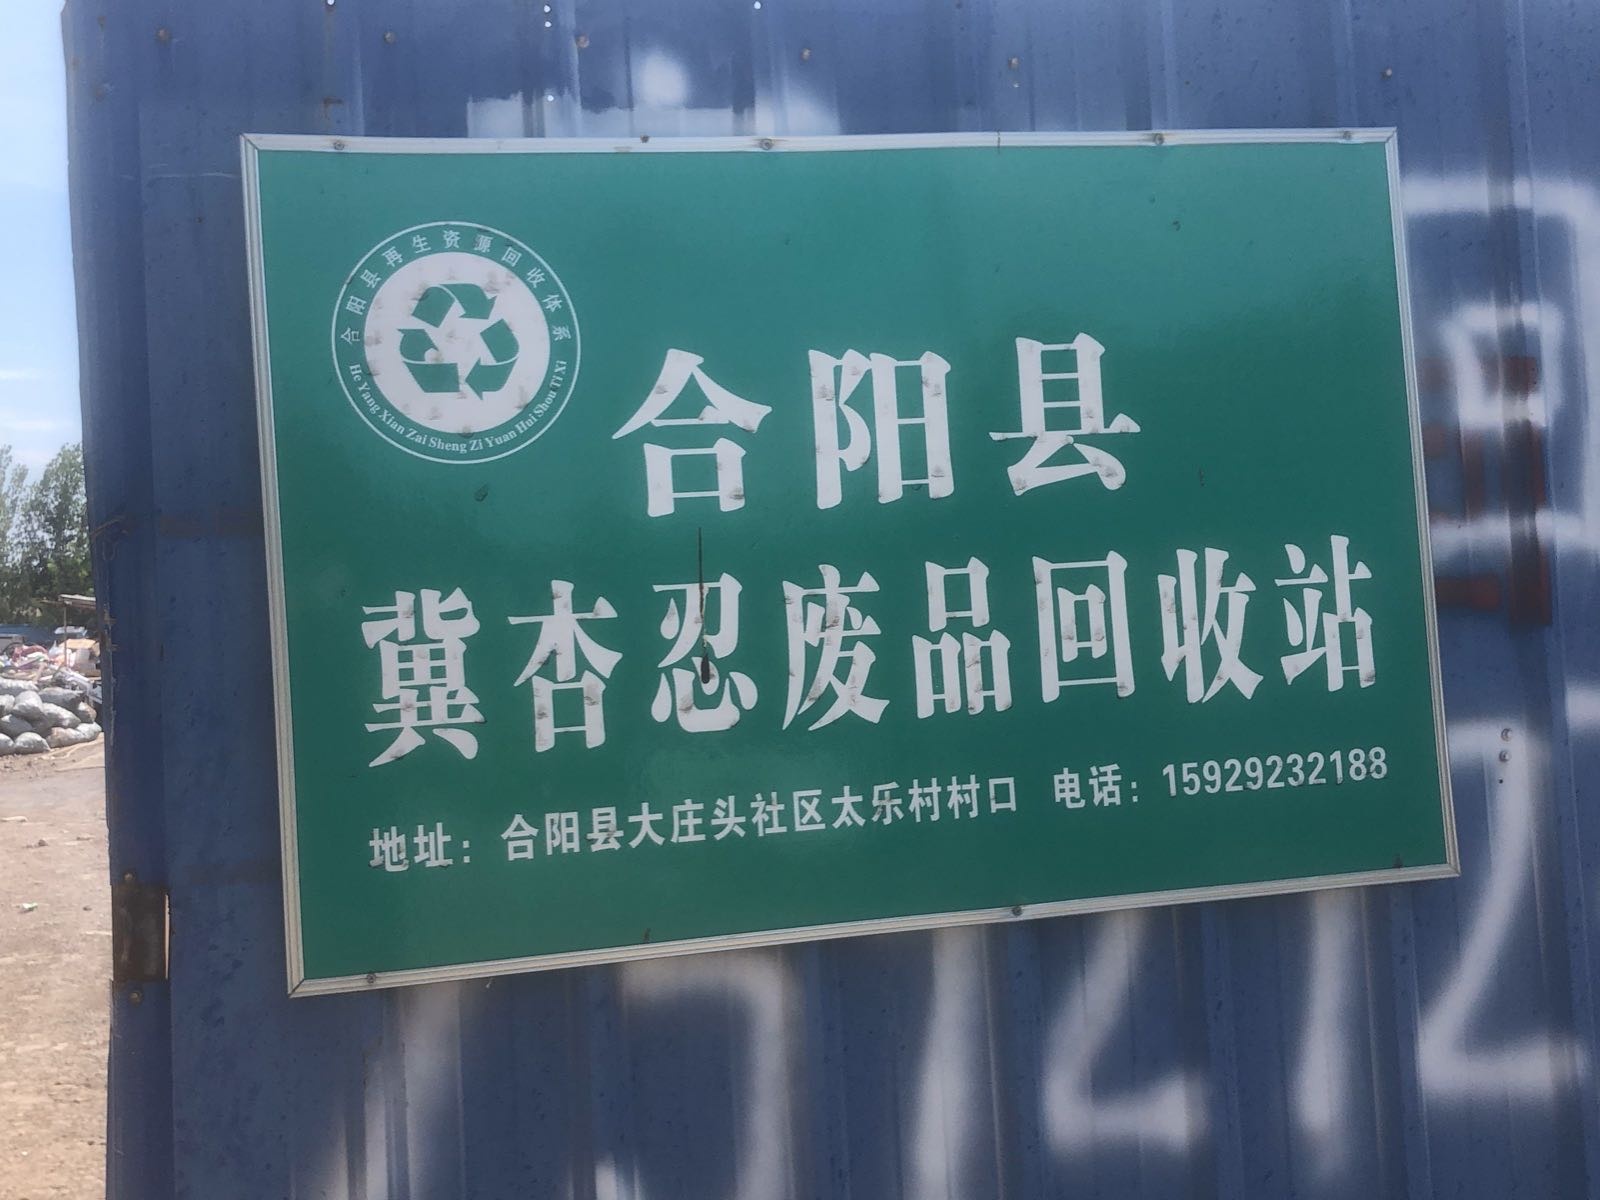 合阳县再生资源回收体系
He Yang Xian Zai Sheng Zi Yuan Hui Shou Ti Xi
合阳县
冀杏忍废品回收站
地址：合阳县大庄头社区太乐村村口 电话：15929232188